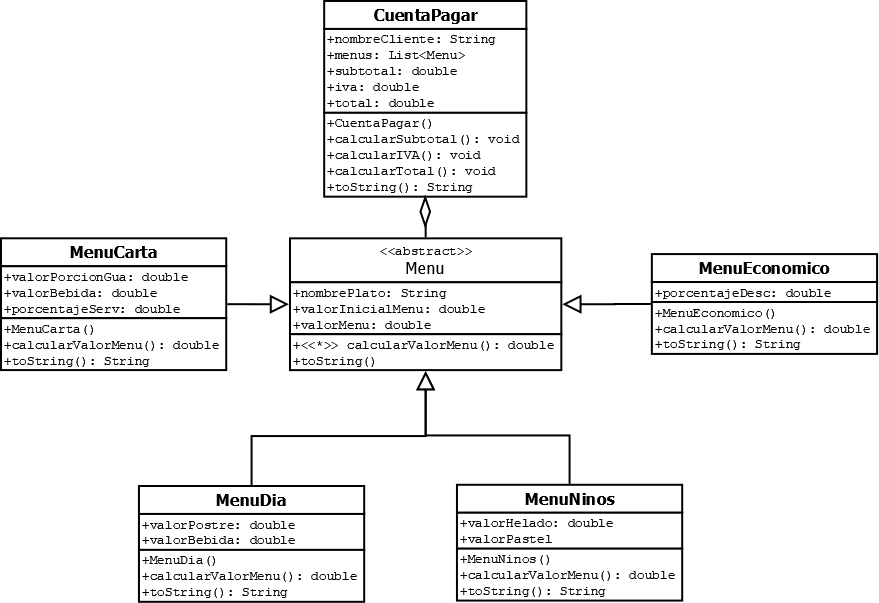 CuentaPagar
+nombreCliente: String
+menus: List<Menu>
+subtotal: double
+iva: double
+total: double
+CuentaPagar()
+calcularSubtotal(): void
+calcularIVA(): void
+calcularTotal(): void
+toString(): String
MenuCarta
+valorPorcionGua: double
+valorBebida: double
+porcentajeServ: double
+MenuCarta()
+calcularValorMenu(): double
+toString(): String
<<abstract>>
Menu
+nombrePlato: String
+valorInicialMenu: double
+valorMenu: double
+<<*>> calcularValorMenu(): double
+toString()
MenuEconomico
+porcentajeDesc: double
+MenuEconomico()
+calcularValorMenu(): double
+toString(): String
MenuDia
+valorPostre: double
+valorBebida: double
+MenuDia()
+calcularValorMenu(): double
+toString(): String
MenuNinos
+valorHelado: double
+valorPastel
+MenuNinos()
+calcularValorMenu(): double
+toString(): String